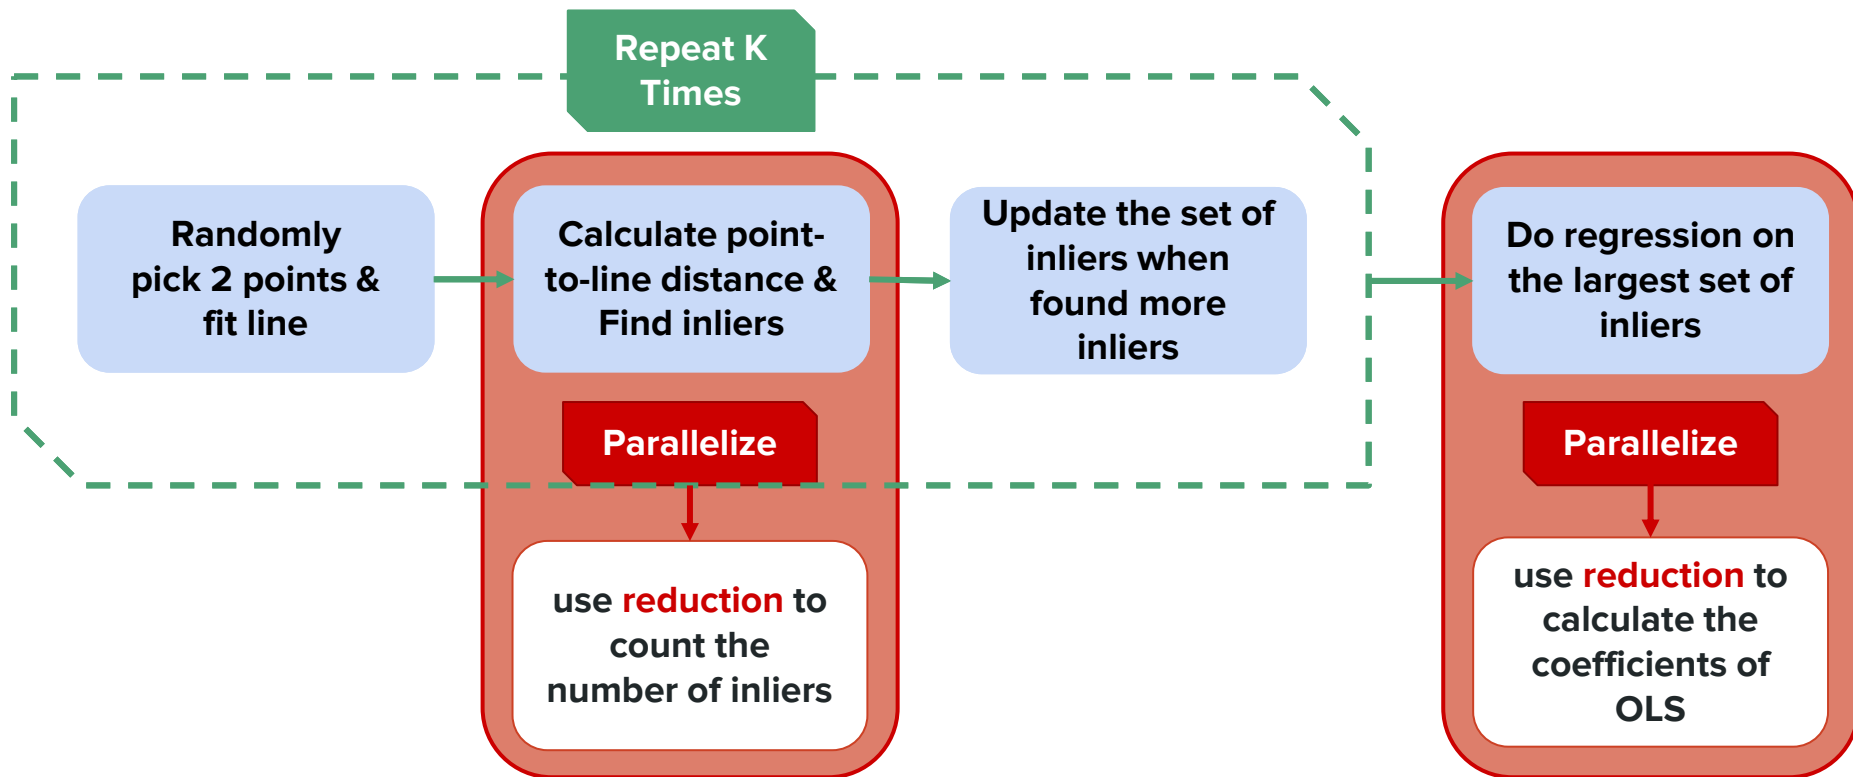 Repeat K
Times
Randomly
pick 2 points &
fit line
Calculate point-
to-line distance &
Find inliers
Update the set of
inliers when
found more
inliers
Do regression on
the largest set of
inliers
Parallelize
Parallelize
use reduction to
count the
number of inliers
use reduction to
calculate the
coefficients of
OLS